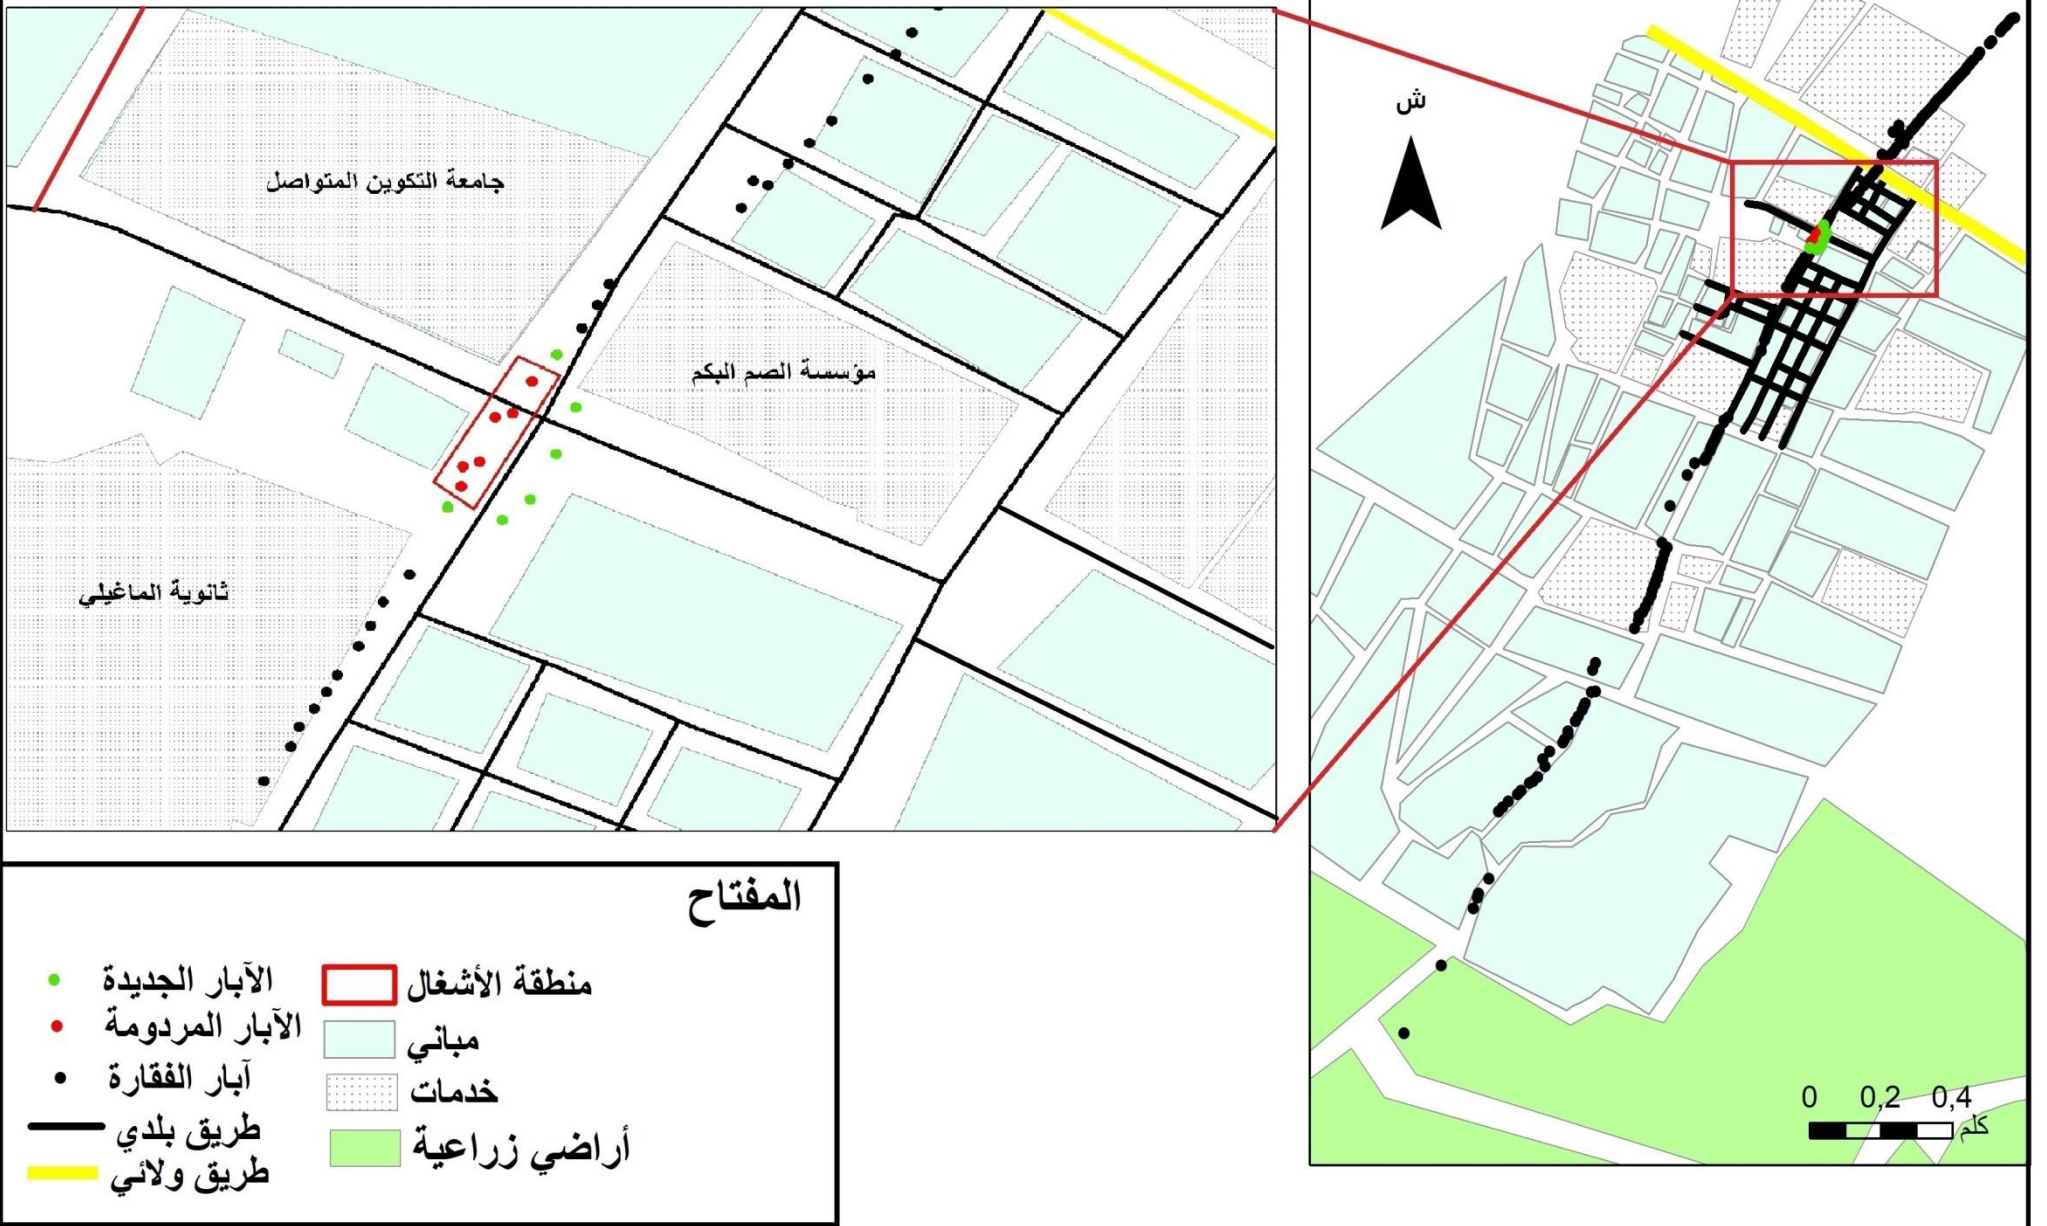 جامعة التكوين المتواصل
مؤسسة الصم البكم
ثانوية الماغيلي
ش
المفتاح
منطقة الأشغال
مباني
خدمات
أراضي زراعية
الآبار الجديدة
الآبار المردومة
آبار الفقارة
طريق بلدي
طريق ولائي
0 0,2 0,4
كلم